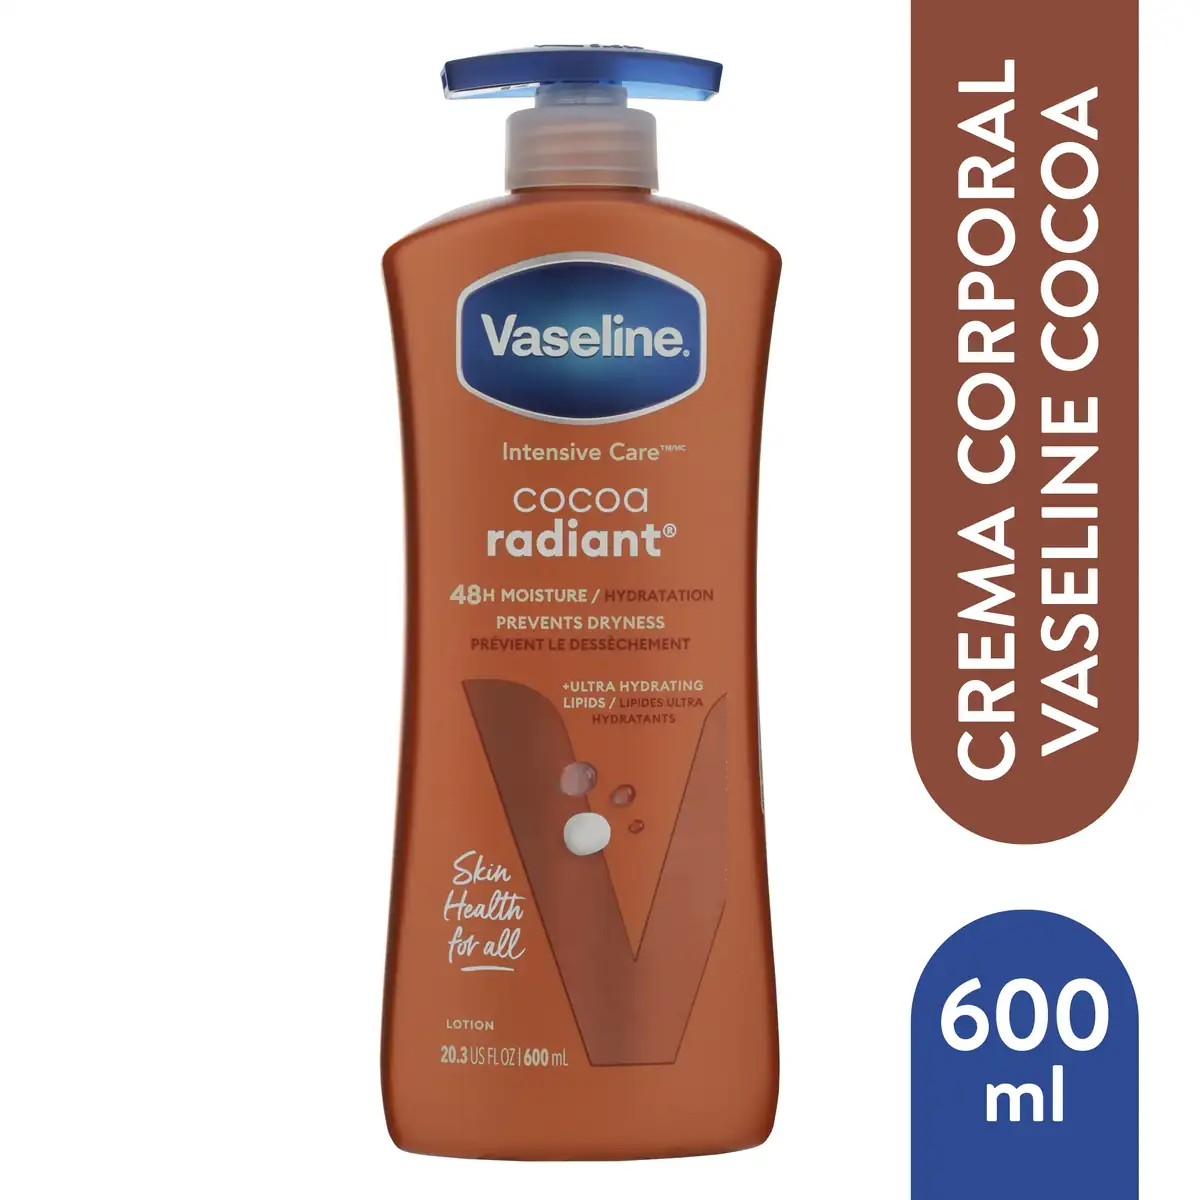 Vaseline®
Intensive Care™/MC
cocoa
radiant®
48H MOISTURE / HYDRATATION
PREVENTS DRYNESS
PRÉVIENT LE DESSÈCHEMENT
+ULTRA HYDRATING
LIPIDS / LIPIDES ULTRA
HYDRATANTS
Skin
Health
for all
LOTION
20.3 US FL OZ | 600 mL
CREMA CORPORAL
VASELINE COCOA
600
ml